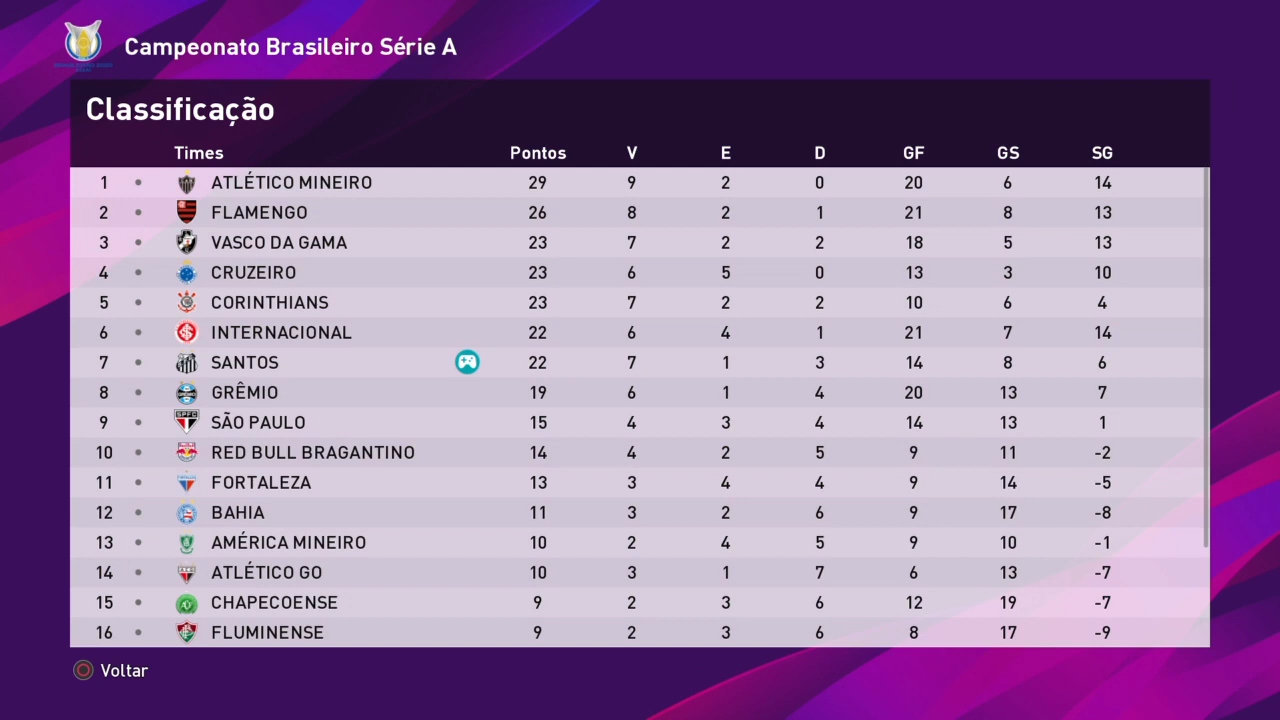 Campeonato Brasileiro Série A
Classificação
Times Pontos V E D GF GS SG
1 ATLÉTICO MINEIRO 29 9 2 0 20 6 14
2 FLAMENGO 26 8 2 1 21 8 13
3 VASCO DA GAMA 23 7 2 2 18 5 13
4 CRUZEIRO 23 6 5 0 13 3 10
5 CORINTHIANS 23 7 2 2 10 6 4
6 INTERNACIONAL 22 6 4 1 21 7 14
7 SANTOS 22 7 1 3 14 8 6
8 GRÊMIO 19 6 1 4 20 13 7
9 SÃO PAULO 15 4 3 4 14 13 1
10 RED BULL BRAGANTINO 14 4 2 5 9 11 -2
11 FORTALEZA 13 3 4 4 9 14 -5
12 BAHIA 11 3 2 6 9 17 -8
13 AMÉRICA MINEIRO 10 2 4 5 9 10 -1
14 ATLÉTICO GO 10 3 1 7 6 13 -7
15 CHAPECOENSE 9 2 3 6 12 19 -7
16 FLUMINENSE 9 2 3 6 8 17 -9
Voltar